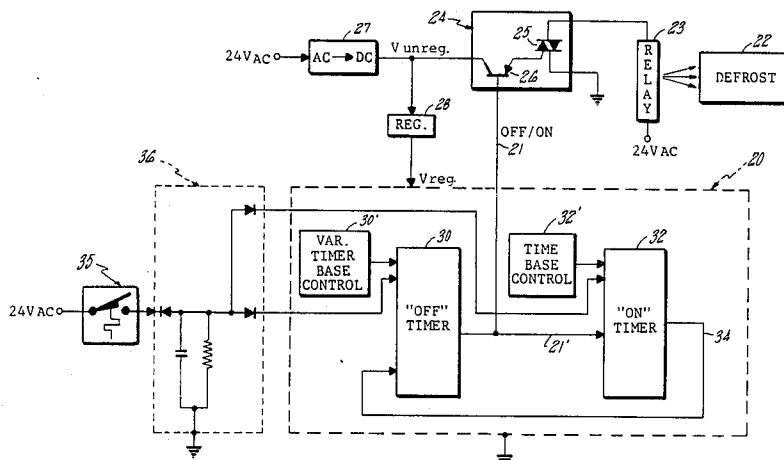 24
27
25
23
22
24VAC
AC → DC
V unreg.
26
RELAY
DEFROST
28
REG.
OFF/ON
21
24VAC
36
Vreg.
20
30'
30
32'
32
VAR.
TIMER
BASE
CONTROL
TIME
BASE
CONTROL
35
24VAC
"OFF"
TIMER
"ON"
TIMER
21'
34